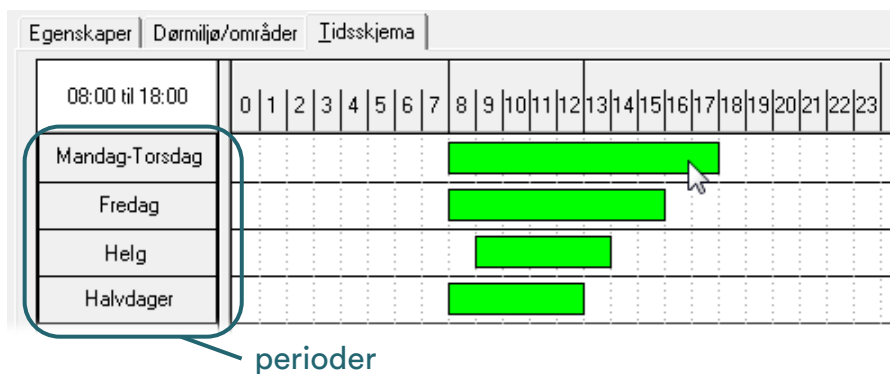 Egenskaper Dørmiljø/områder Tidsskjema
08:00 til 18:00 0 1 2 3 4 5 6 7 8 9 10 11 12 13 14 15 16 17 18 19 20 21 22 23
Mandag-Torsdag
Fredag
Helg
Halvdager
perioder